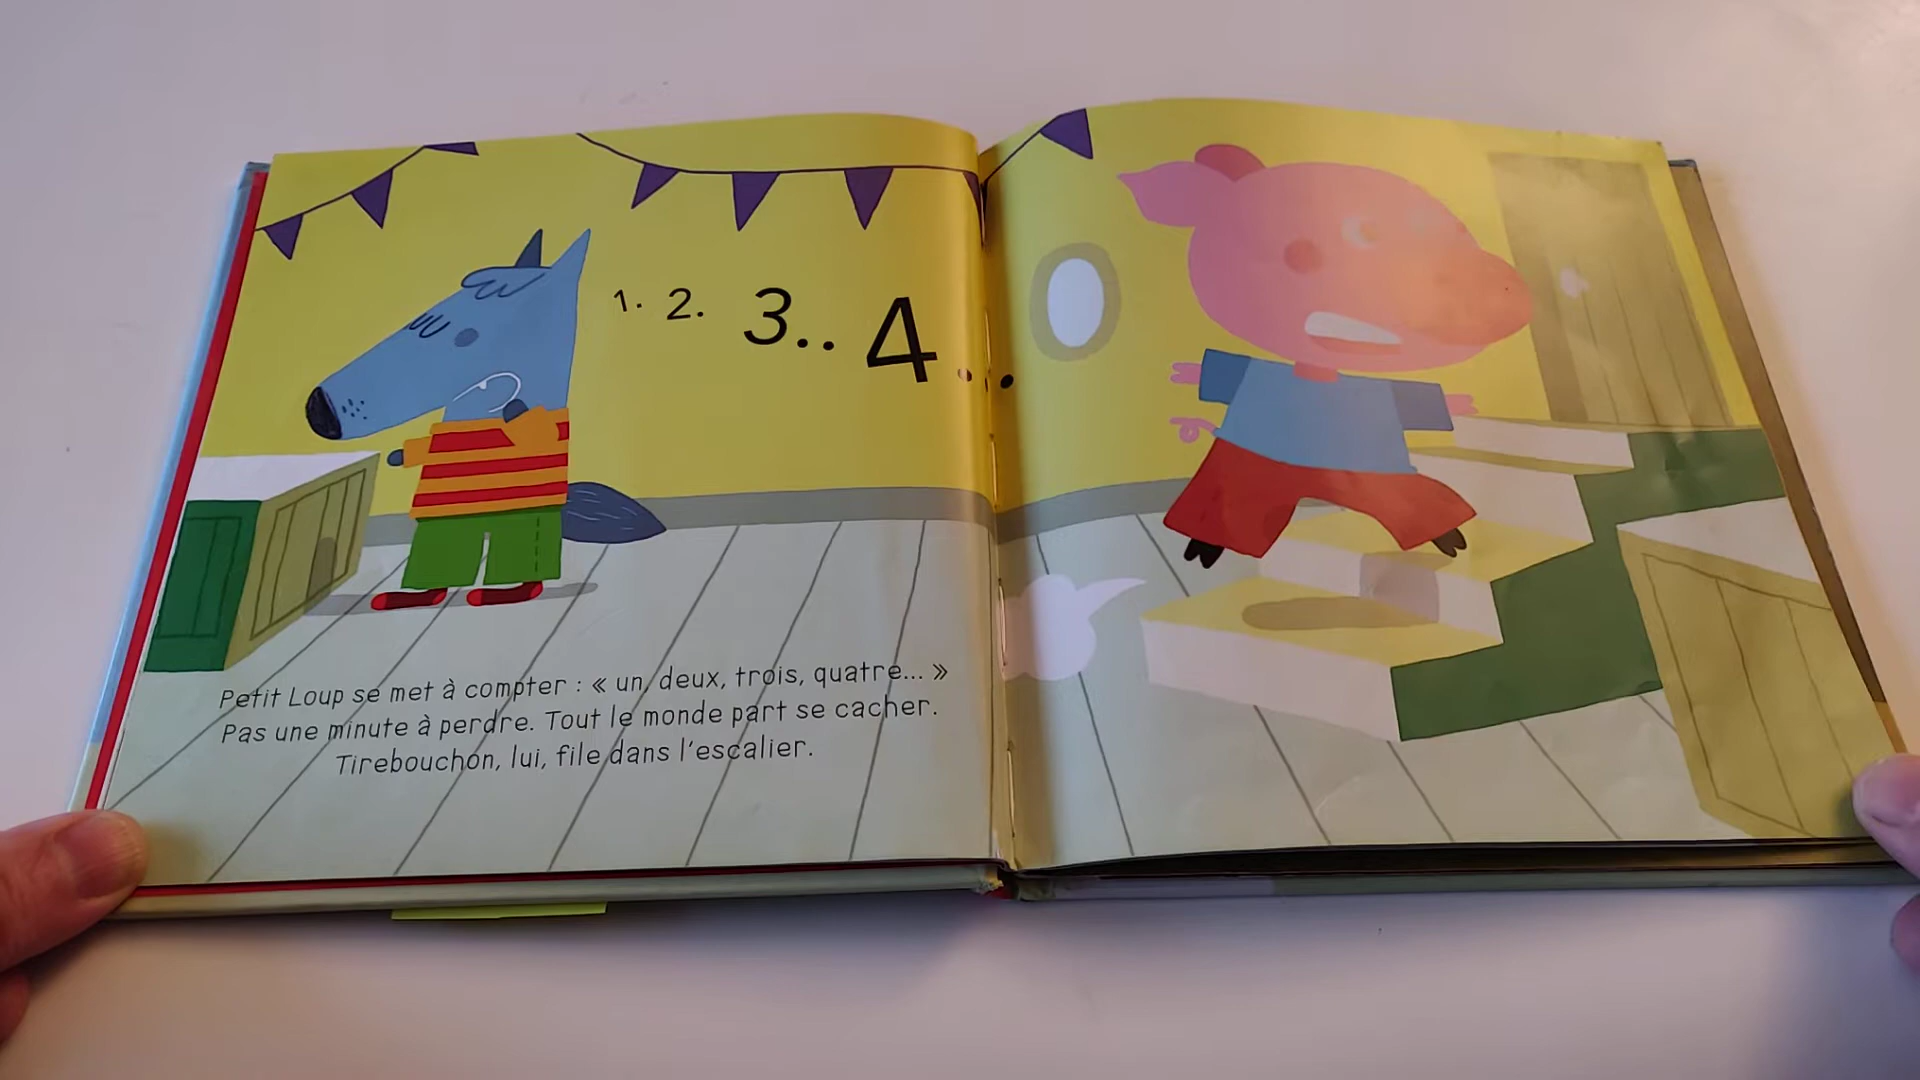 1. 2. 3.. 4...
Petit Loup se met à compter : « un, deux, trois, quatre... »
Pas une minute à perdre. Tout le monde part se cacher.
Tirebouchon, lui, file dans l'escalier.